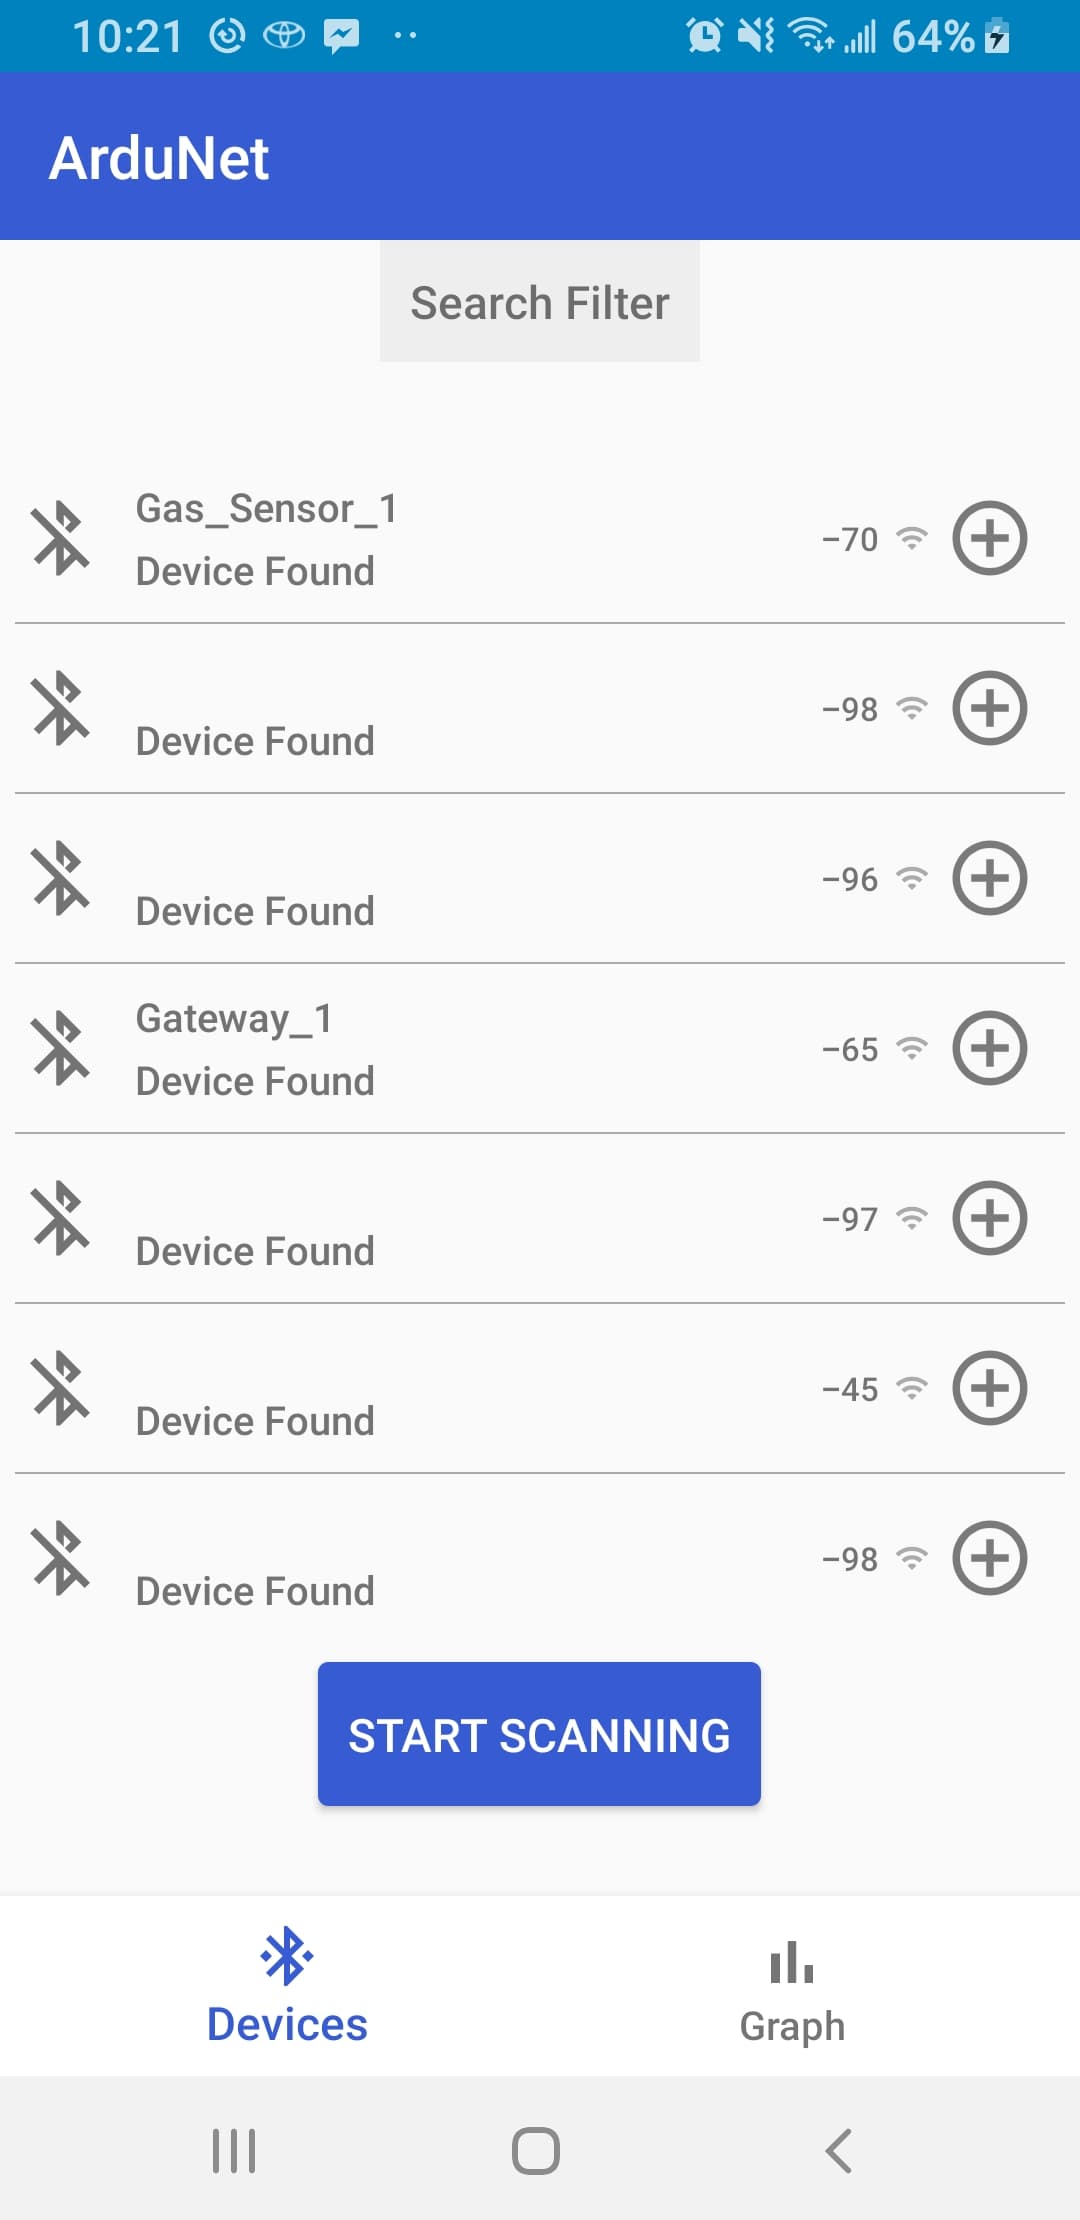 10:21 64%
ArduNet
Search Filter
Gas_Sensor_1
Device Found
-70
Device Found
-98
Device Found
-96
Gateway_1
Device Found
-65
Device Found
-97
Device Found
-45
Device Found
-98
START SCANNING
Devices
Graph